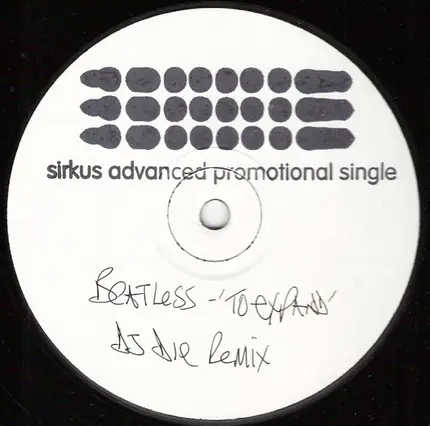 sirkus advanced promotional single
BeATLeSS - 'TO eXPAND'
DJ Die Remix